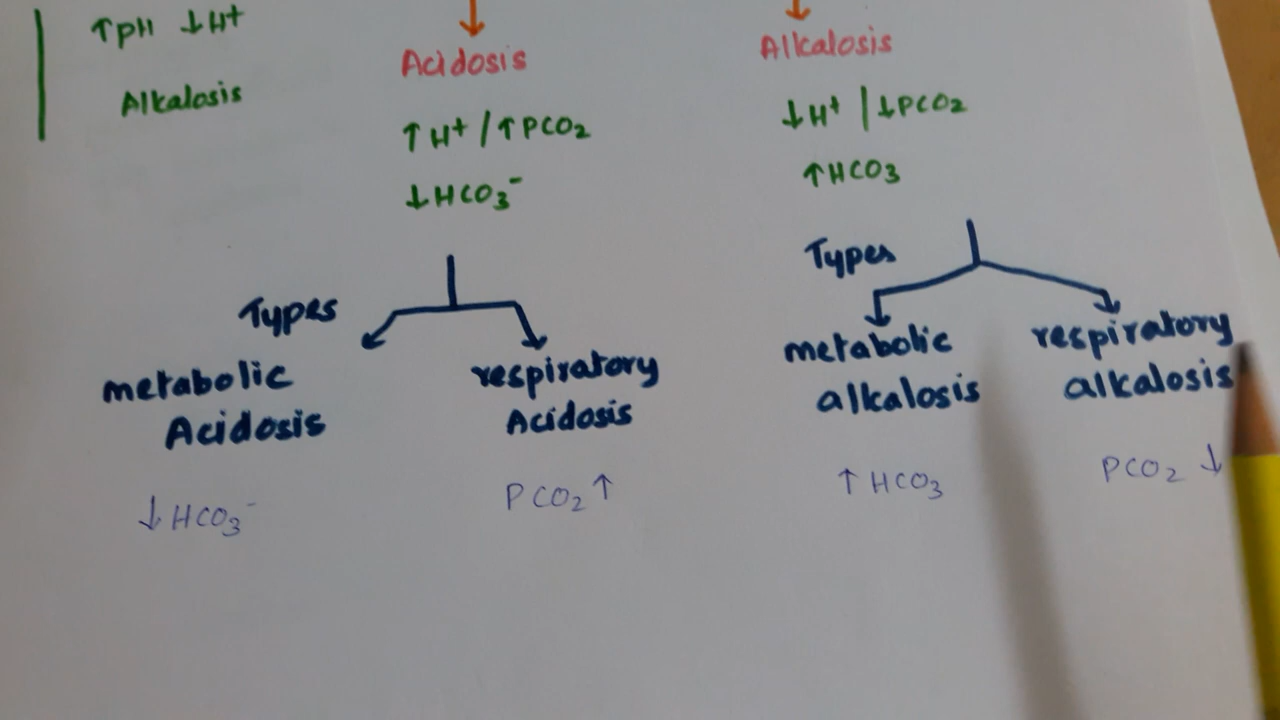 ↑pH ↓H⁺
Alkalosis
Acidosis
↑H⁺ / ↑PCO₂
↓HCO₃⁻
Types
metabolic
Acidosis
↓HCO₃⁻
respiratory
Acidosis
PCO₂ ↑
Alkalosis
↓H⁺ / ↓PCO₂
↑HCO₃
Types
metabolic
alkalosis
↑ HCO₃
respiratory
alkalosis
PCO₂ ↓